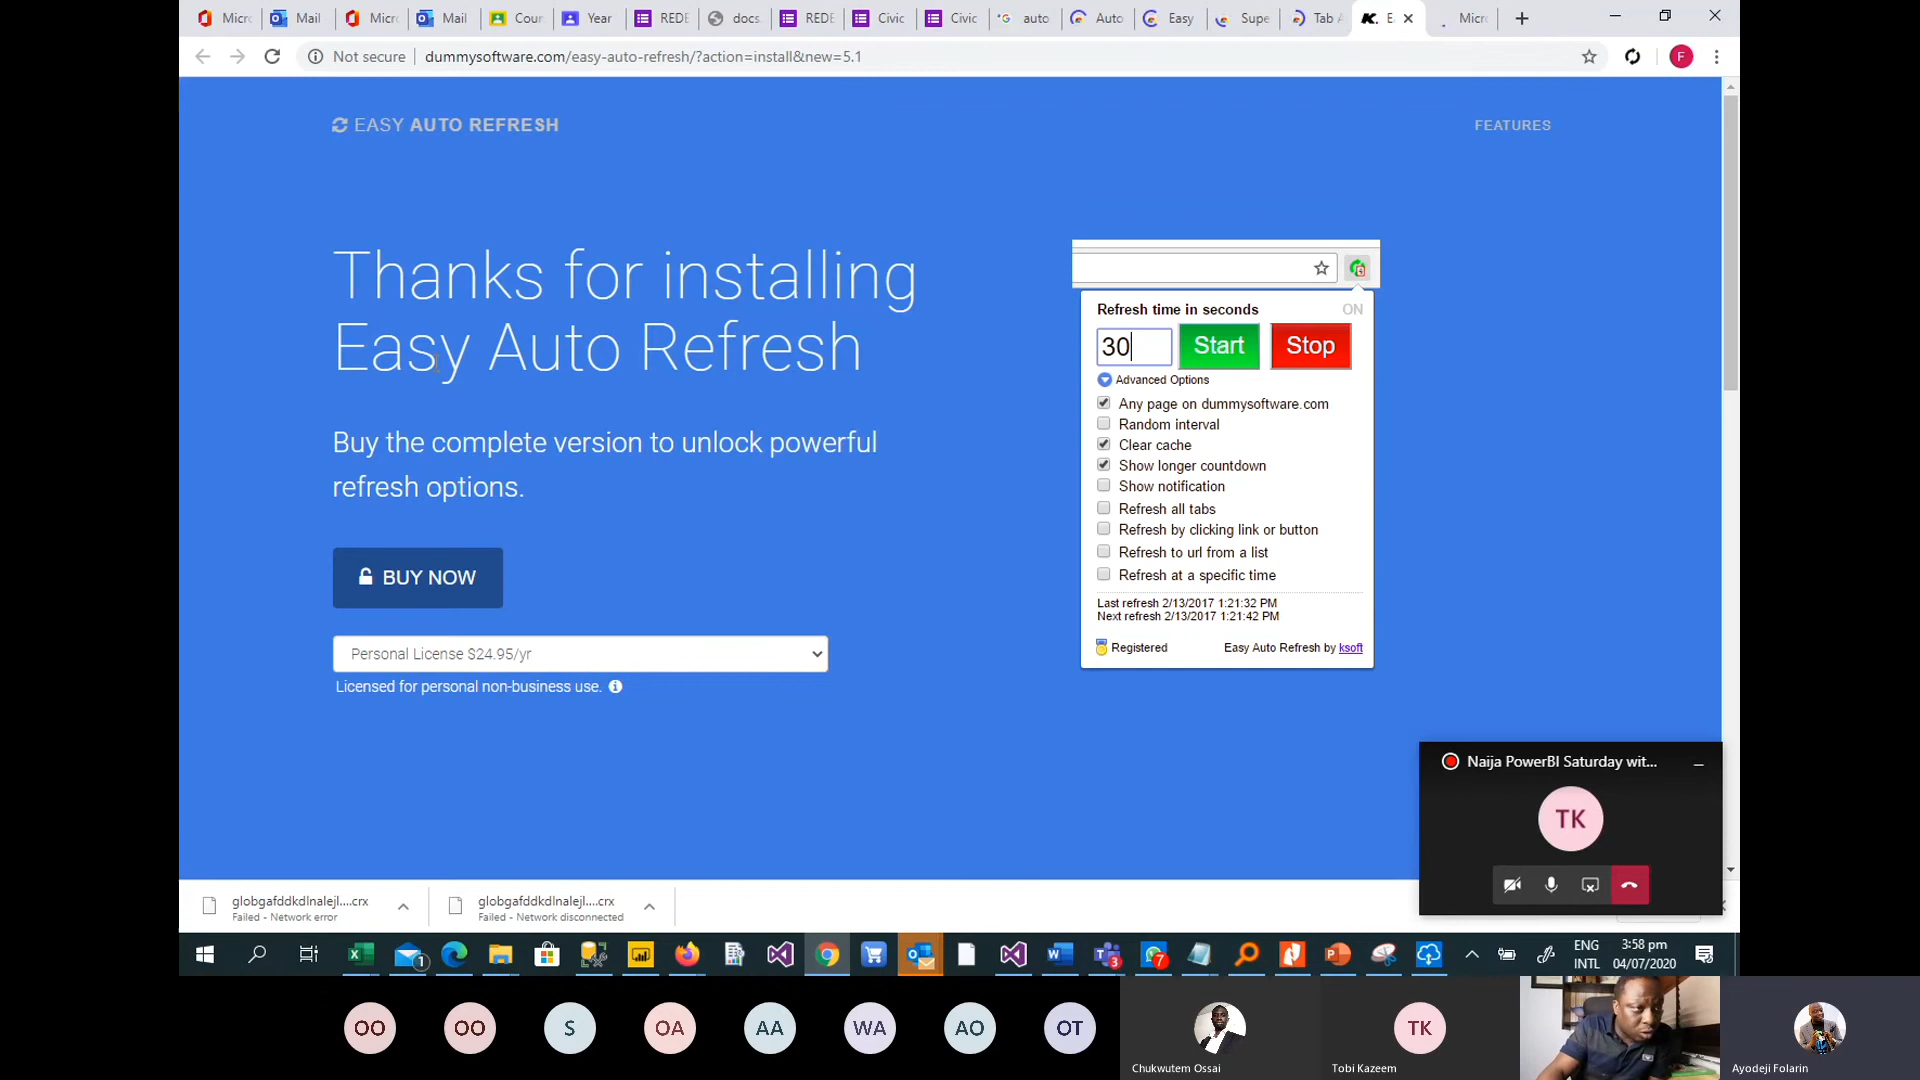 Micro Mail Micro Mail Cour Year REDE docs. REDE Civic Civic auto Auto Easy Supe Tab A E Micro
Not secure dummysoftware.com/easy-auto-refresh/?action=install&new=5.1 F
EASY AUTO REFRESH
FEATURES
Thanks for installing
Easy Auto Refresh
Buy the complete version to unlock powerful
refresh options.
BUY NOW
Personal License $24.95/yr
Licensed for personal non-business use.
Refresh time in seconds ON
30 Start Stop
Advanced Options
Any page on dummysoftware.com
Random interval
Clear cache
Show longer countdown
Show notification
Refresh all tabs
Refresh by clicking link or button
Refresh to url from a list
Refresh at a specific time
Last refresh 2/13/2017 1:21:32 PM
Next refresh 2/13/2017 1:21:42 PM
Registered Easy Auto Refresh by ksoft
Naija PowerBI Saturday wit...
TK
globgafddkdlnalejl....crx
Failed - Network error
globgafddkdlnalejl....crx
Failed - Network disconnected
1 3 7
ENG
INTL
3:58 pm
04/07/2020
OO OO S OA AA WA AO OT TK
Chukwutem Ossai Tobi Kazeem Ayodeji Folarin